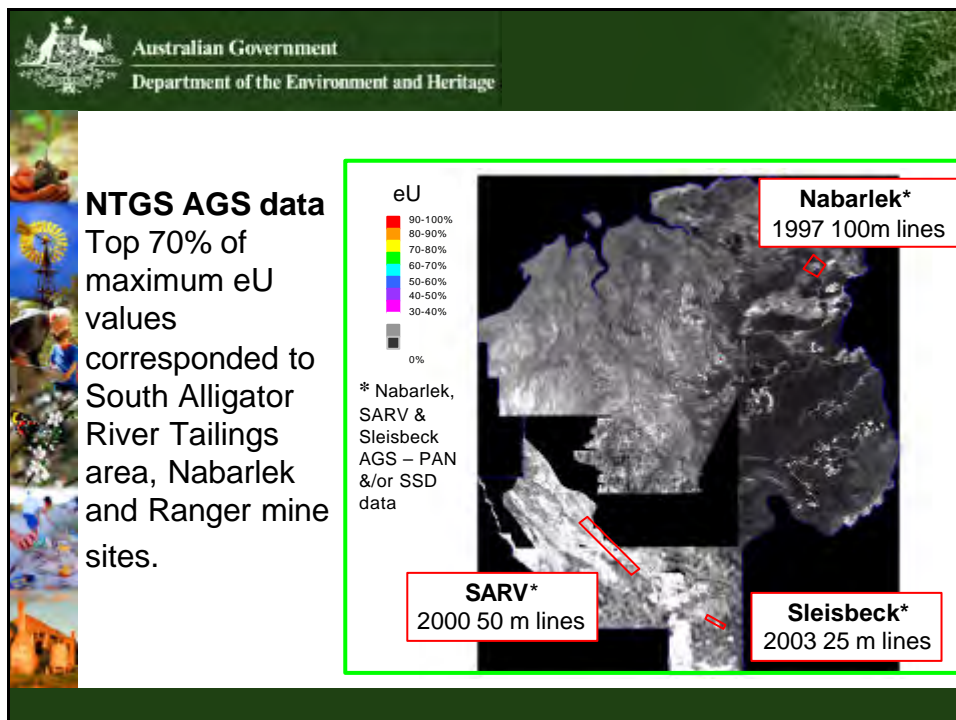 Australian Government
Department of the Environment and Heritage
NTGS AGS data
Top 70% of
maximum eU
values
corresponded to
South Alligator
River Tailings
area, Nabarlek
and Ranger mine
sites.
eU
90-100%
80-90%
70-80%
60-70%
50-60%
40-50%
30-40%
0%
* Nabarlek,
SARV &
Sleisbeck
AGS – PAN
&/or SSD
data
Nabarlek*
1997 100m lines
SARV*
2000 50 m lines
Sleisbeck*
2003 25 m lines